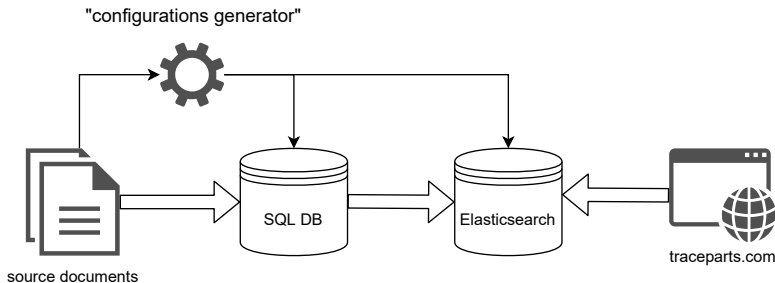 "configurations generator"
SQL DB
Elasticsearch
source documents
traceparts.com